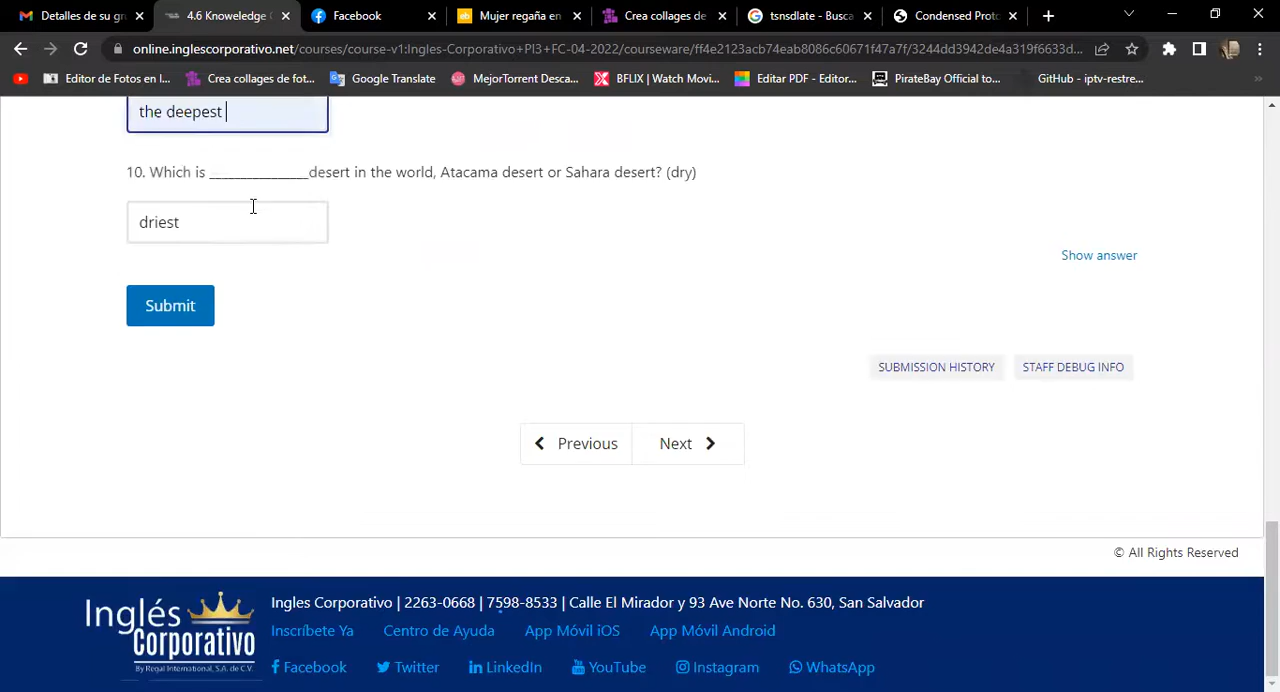 Detalles de su gr
4.6 Knoweledge C
Facebook
Mujer regaña en
Crea collages de
tsnsdlate - Busca
Condensed Proto
online.inglescorporativo.net/courses/course-v1:Ingles-Corporativo+PI3+FC-04-2022/courseware/ff4e2123acb74eab8086c60671f47a7f/3244dd3942de4a319f6633d...
Editor de Fotos en l...
Crea collages de fot...
Google Translate
MejorTorrent Desca...
BFLIX | Watch Movi...
Editar PDF - Editor...
PirateBay Official to...
GitHub - iptv-restre...
the deepest
10. Which is _______________desert in the world, Atacama desert or Sahara desert? (dry)
driest
Show answer
Submit
SUBMISSION HISTORY
STAFF DEBUG INFO
Previous
Next
© All Rights Reserved
Inglés Corporativo
By Regal International, S.A. de C.V.
Ingles Corporativo | 2263-0668 | 7598-8533 | Calle El Mirador y 93 Ave Norte No. 630, San Salvador
Inscríbete Ya
Centro de Ayuda
App Móvil iOS
App Móvil Android
Facebook
Twitter
LinkedIn
YouTube
Instagram
WhatsApp